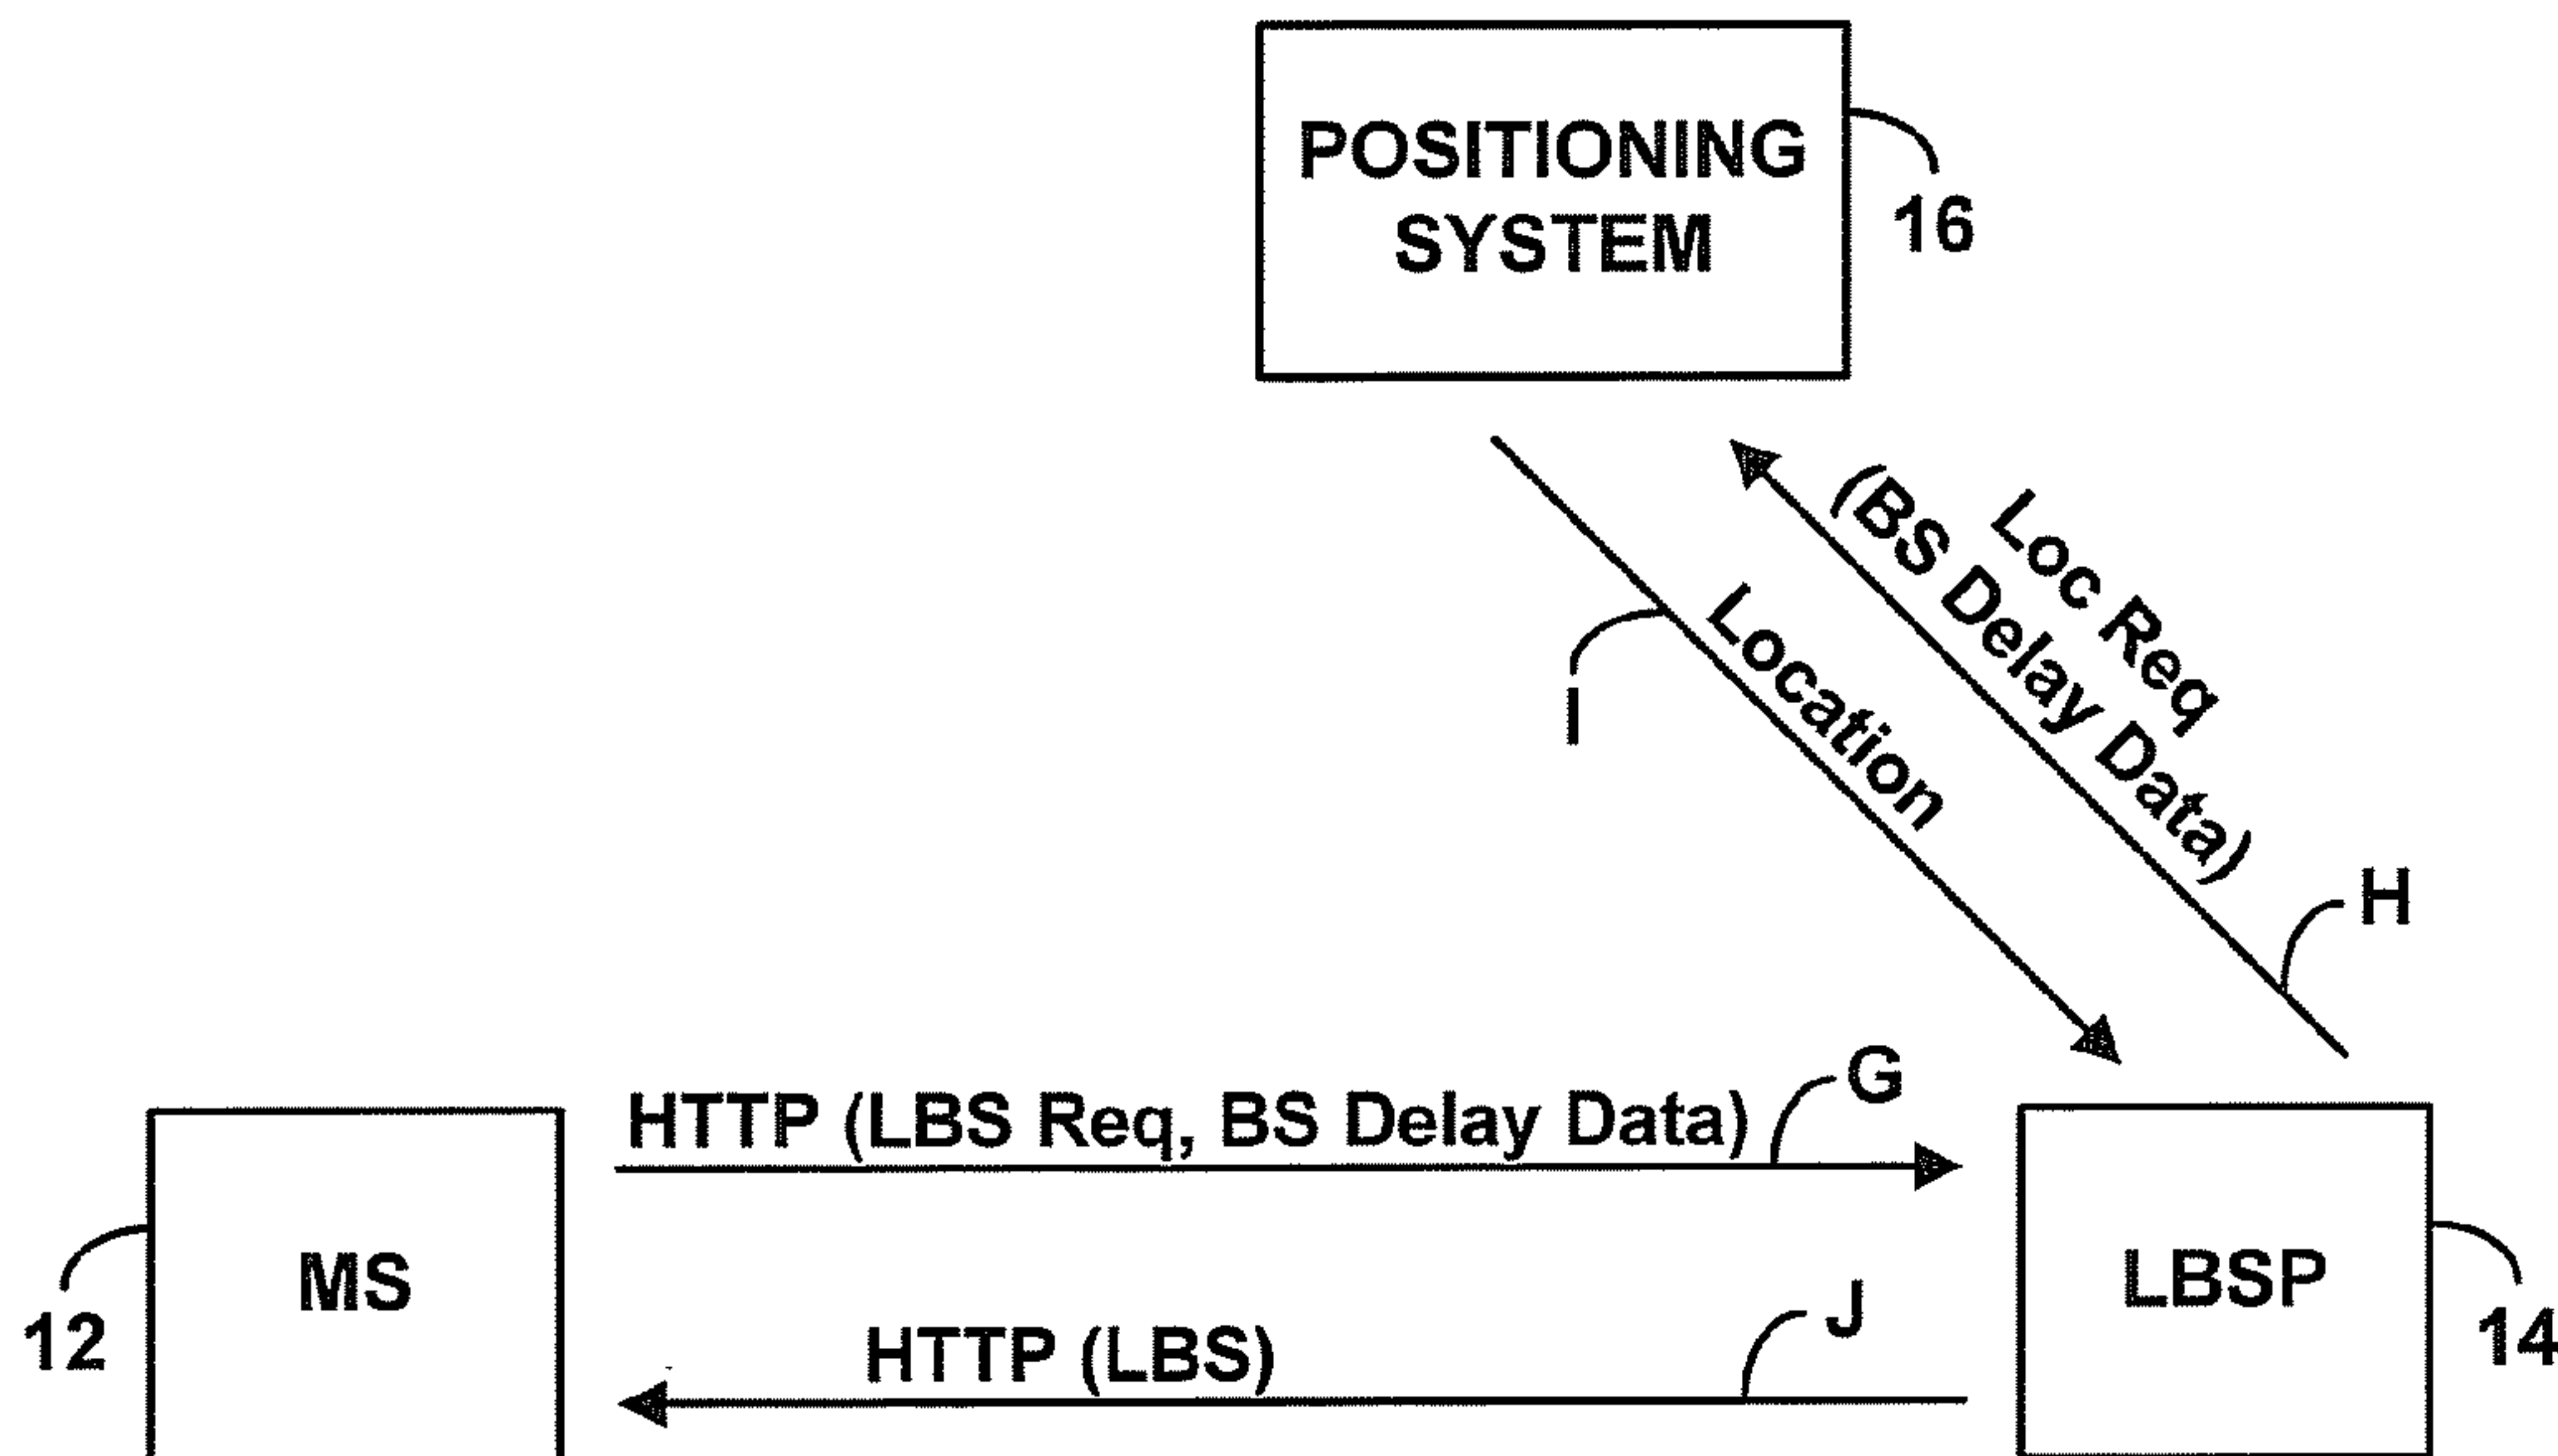 POSITIONING
SYSTEM
16
Loc Req
(BS Delay Data)
Location
I
H
G
HTTP (LBS Req, BS Delay Data)
MS
12
LBSP
14
J
HTTP (LBS)